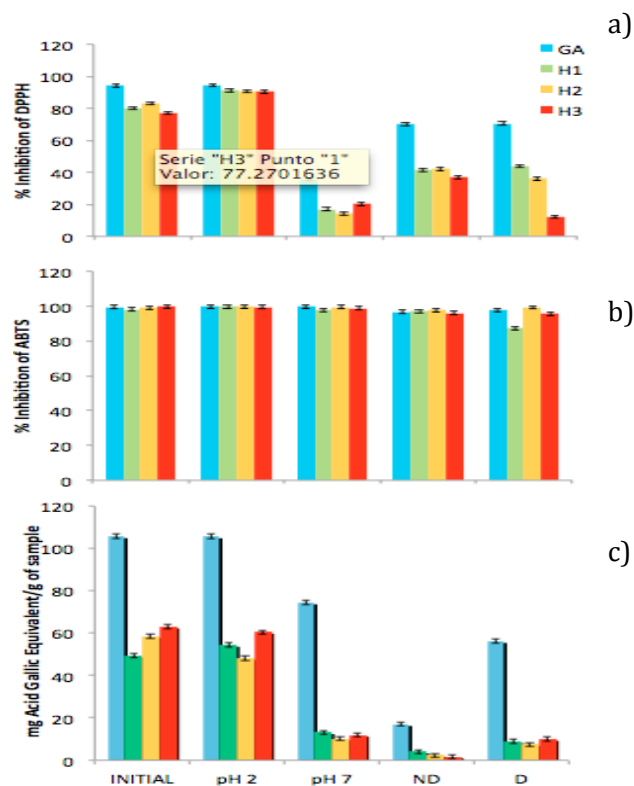 a)
120
100
80
60
40
20
0
% Inhibition of DPPH
GA
H1
H2
H3
Serie "H3" Punto "1"
Valor: 77.2701636
b)
120
100
80
60
40
20
0
% Inhibition of ABTS
c)
120
100
80
60
40
20
0
mg Acid Gallic Equivalent/g of sample
INITIAL pH 2 pH 7 ND D